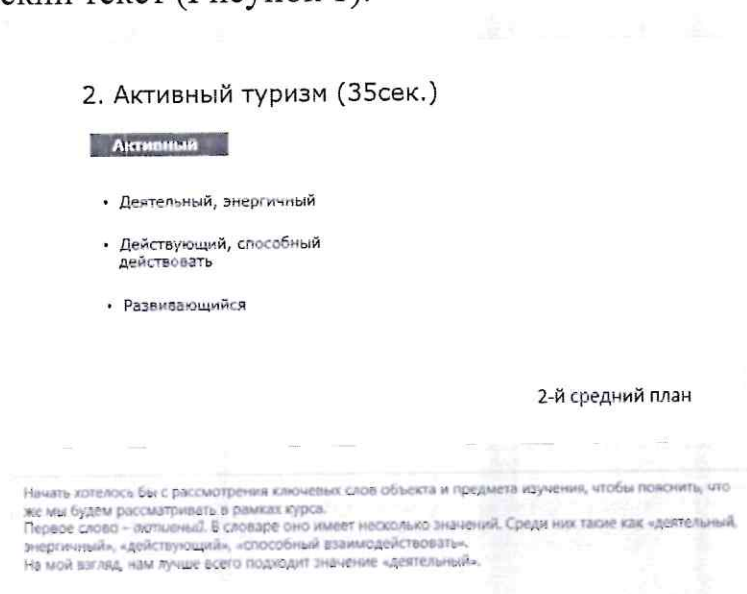 ский текст (Рисунок 1).
2. Активный туризм (35сек.)
Активный
• Деятельный, энергичный
• Действующий, способный
действовать
• Развивающийся
2-й средний план
Начать хотелось бы с рассмотрения ключевых слов объекта и предмета изучения, чтобы пояснить, что
же мы будем рассматривать в рамках курса.
Первое слово – активный. В словаре оно имеет несколько значений. Среди них такие как «деятельный,
энергичный», «действующий», «способный взаимодействовать».
На мой взгляд, нам лучше всего подходит значение «деятельный».